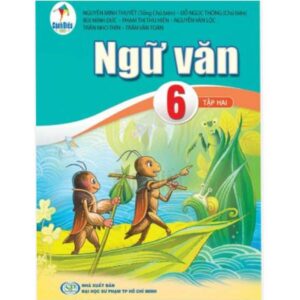 Cánh Diều
NGUYỄN MINH THUYẾT (Tổng Chủ biên) – ĐỖ NGỌC THỐNG (Chủ biên)
BÙI MINH ĐỨC – PHẠM THỊ THU HIỀN – NGUYỄN VĂN LỘC
TRẦN NHO THÌN – TRẦN VĂN TOÀN
Ngữ văn
6
TẬP HAI
SP
NHÀ XUẤT BẢN
ĐẠI HỌC SƯ PHẠM TP HỒ CHÍ MINH